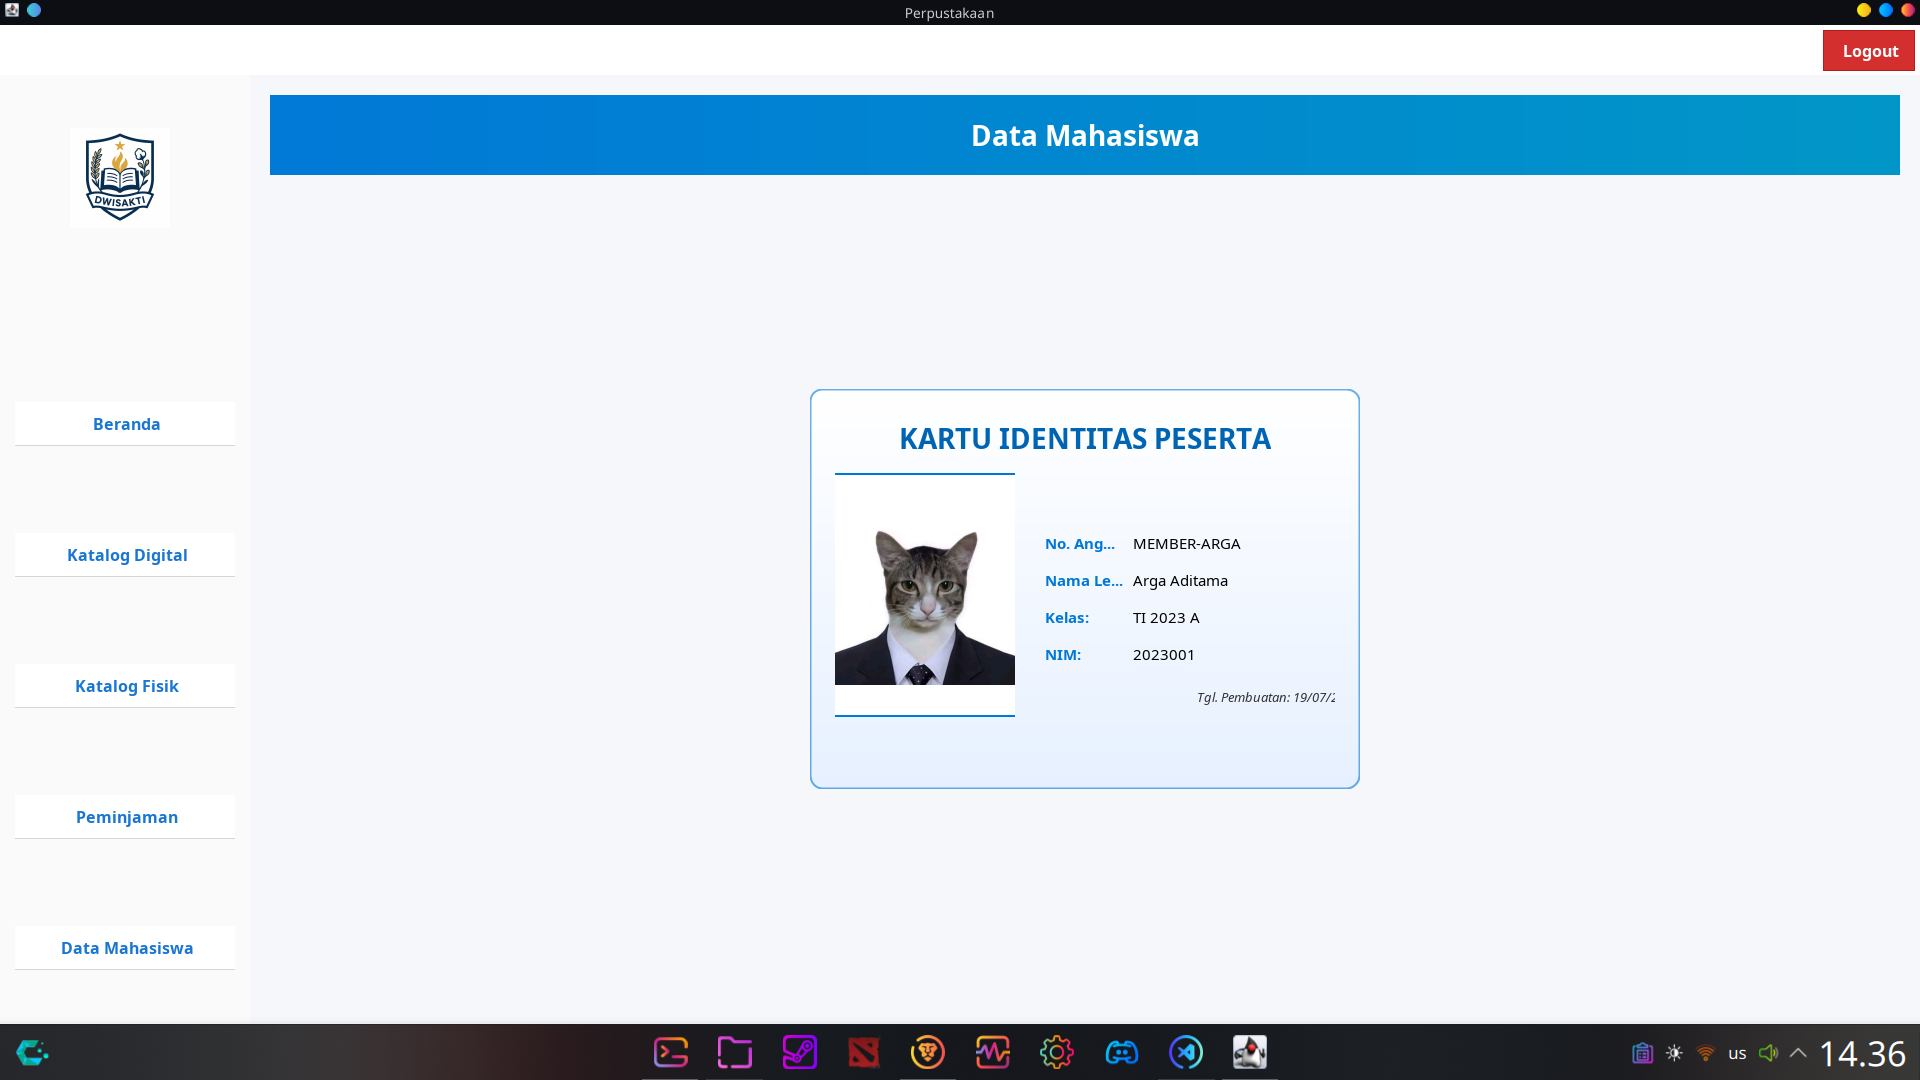 Perpustakaan
Logout
DWISAKTI
Data Mahasiswa
Beranda
Katalog Digital
Katalog Fisik
Peminjaman
Data Mahasiswa
KARTU IDENTITAS PESERTA
No. Ang... MEMBER-ARGA
Nama Le... Arga Aditama
Kelas: TI 2023 A
NIM: 2023001
Tgl. Pembuatan: 19/07/2
us 14.36